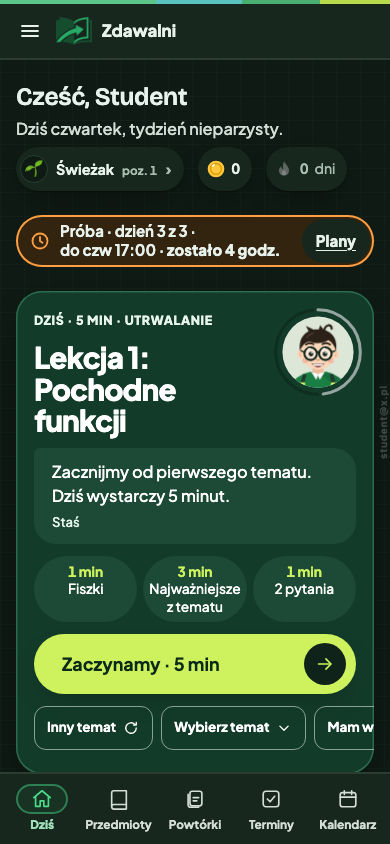 Zdawalni
Cześć, Student
Dziś czwartek, tydzień nieparzysty.
Świeżak poz. 1 ›
0
0 dni
Próba · dzień 3 z 3 ·
do czw 17:00 · zostało 4 godz.
Plany
DZIŚ · 5 MIN · UTRWALANIE
Lekcja 1:
Pochodne
funkcji
Zacznijmy od pierwszego tematu.
Dziś wystarczy 5 minut.
Staś
1 min
Fiszki
3 min
Najważniejsze
z tematu
1 min
2 pytania
Zaczynamy · 5 min
Inny temat
Wybierz temat
Mam w
student@x.pl
Dziś
Przedmioty
Powtórki
Terminy
Kalendarz